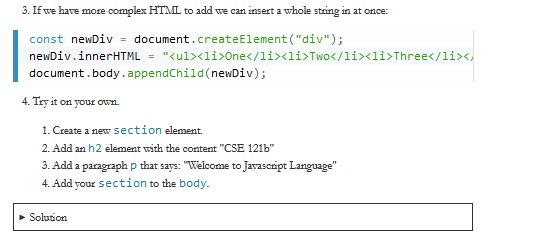 3. If we have more complex HTML to add we can insert a whole string in at once:
const newDiv = document.createElement("div");
newDiv.innerHTML = "<ul><li>One</li><li>Two</li><li>Three</li></
document.body.appendChild(newDiv);
4. Try it on your own.
1. Create a new section element.
2. Add an h2 element with the content "CSE 121b"
3. Add a paragraph p that says: "Welcome to Javascript Language"
4. Add your section to the body.
▸ Solution